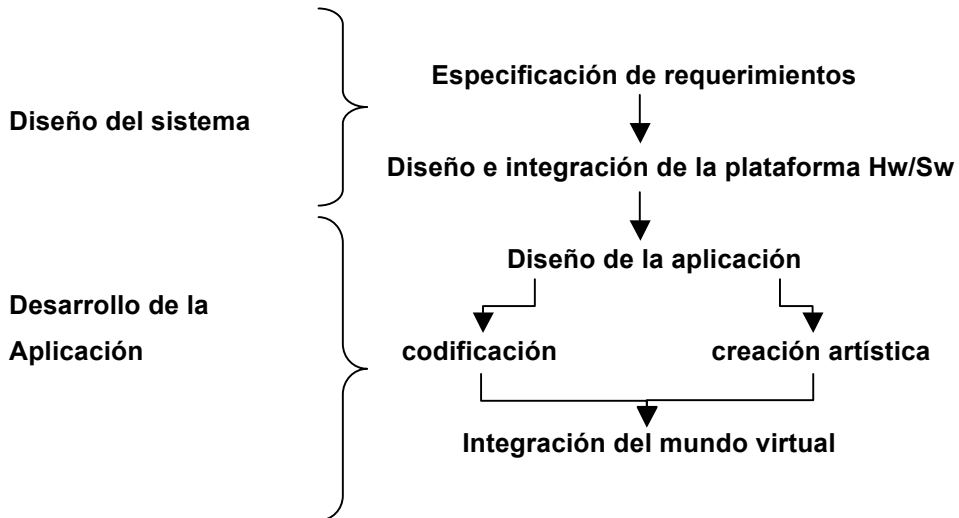 Especificación de requerimientos
Diseño del sistema
Diseño e integración de la plataforma Hw/Sw
Diseño de la aplicación
Desarrollo de la
Aplicación
codificación
creación artística
Integración del mundo virtual